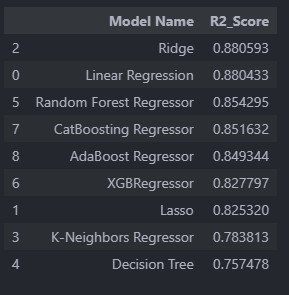 Model Name R2_Score
2 Ridge 0.880593
0 Linear Regression 0.880433
5 Random Forest Regressor 0.854295
7 CatBoosting Regressor 0.851632
8 AdaBoost Regressor 0.849344
6 XGBRegressor 0.827797
1 Lasso 0.825320
3 K-Neighbors Regressor 0.783813
4 Decision Tree 0.757478